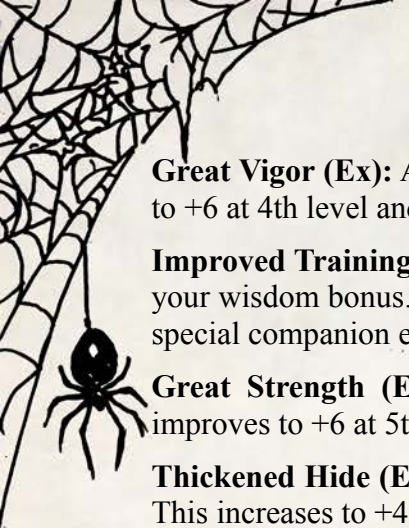 Great Vigor (Ex):
to +6 at 4th level and
Improved Training
your wisdom bonus.
special companion
Great Strength
improves to +6 at 5t
Thickened Hide
This increases to +4